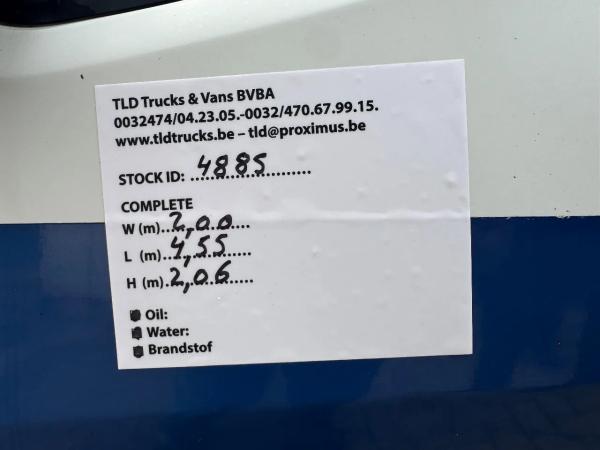 TLD Trucks & Vans BVBA
0032474/04.23.05.-0032/470.67.99.15.
www.tldtrucks.be – tld@proximus.be
STOCK ID: 4885
COMPLETE
W (m)..2,00....
L (m)..4,55....
H (m).2,06......
Oil:
Water:
Brandstof